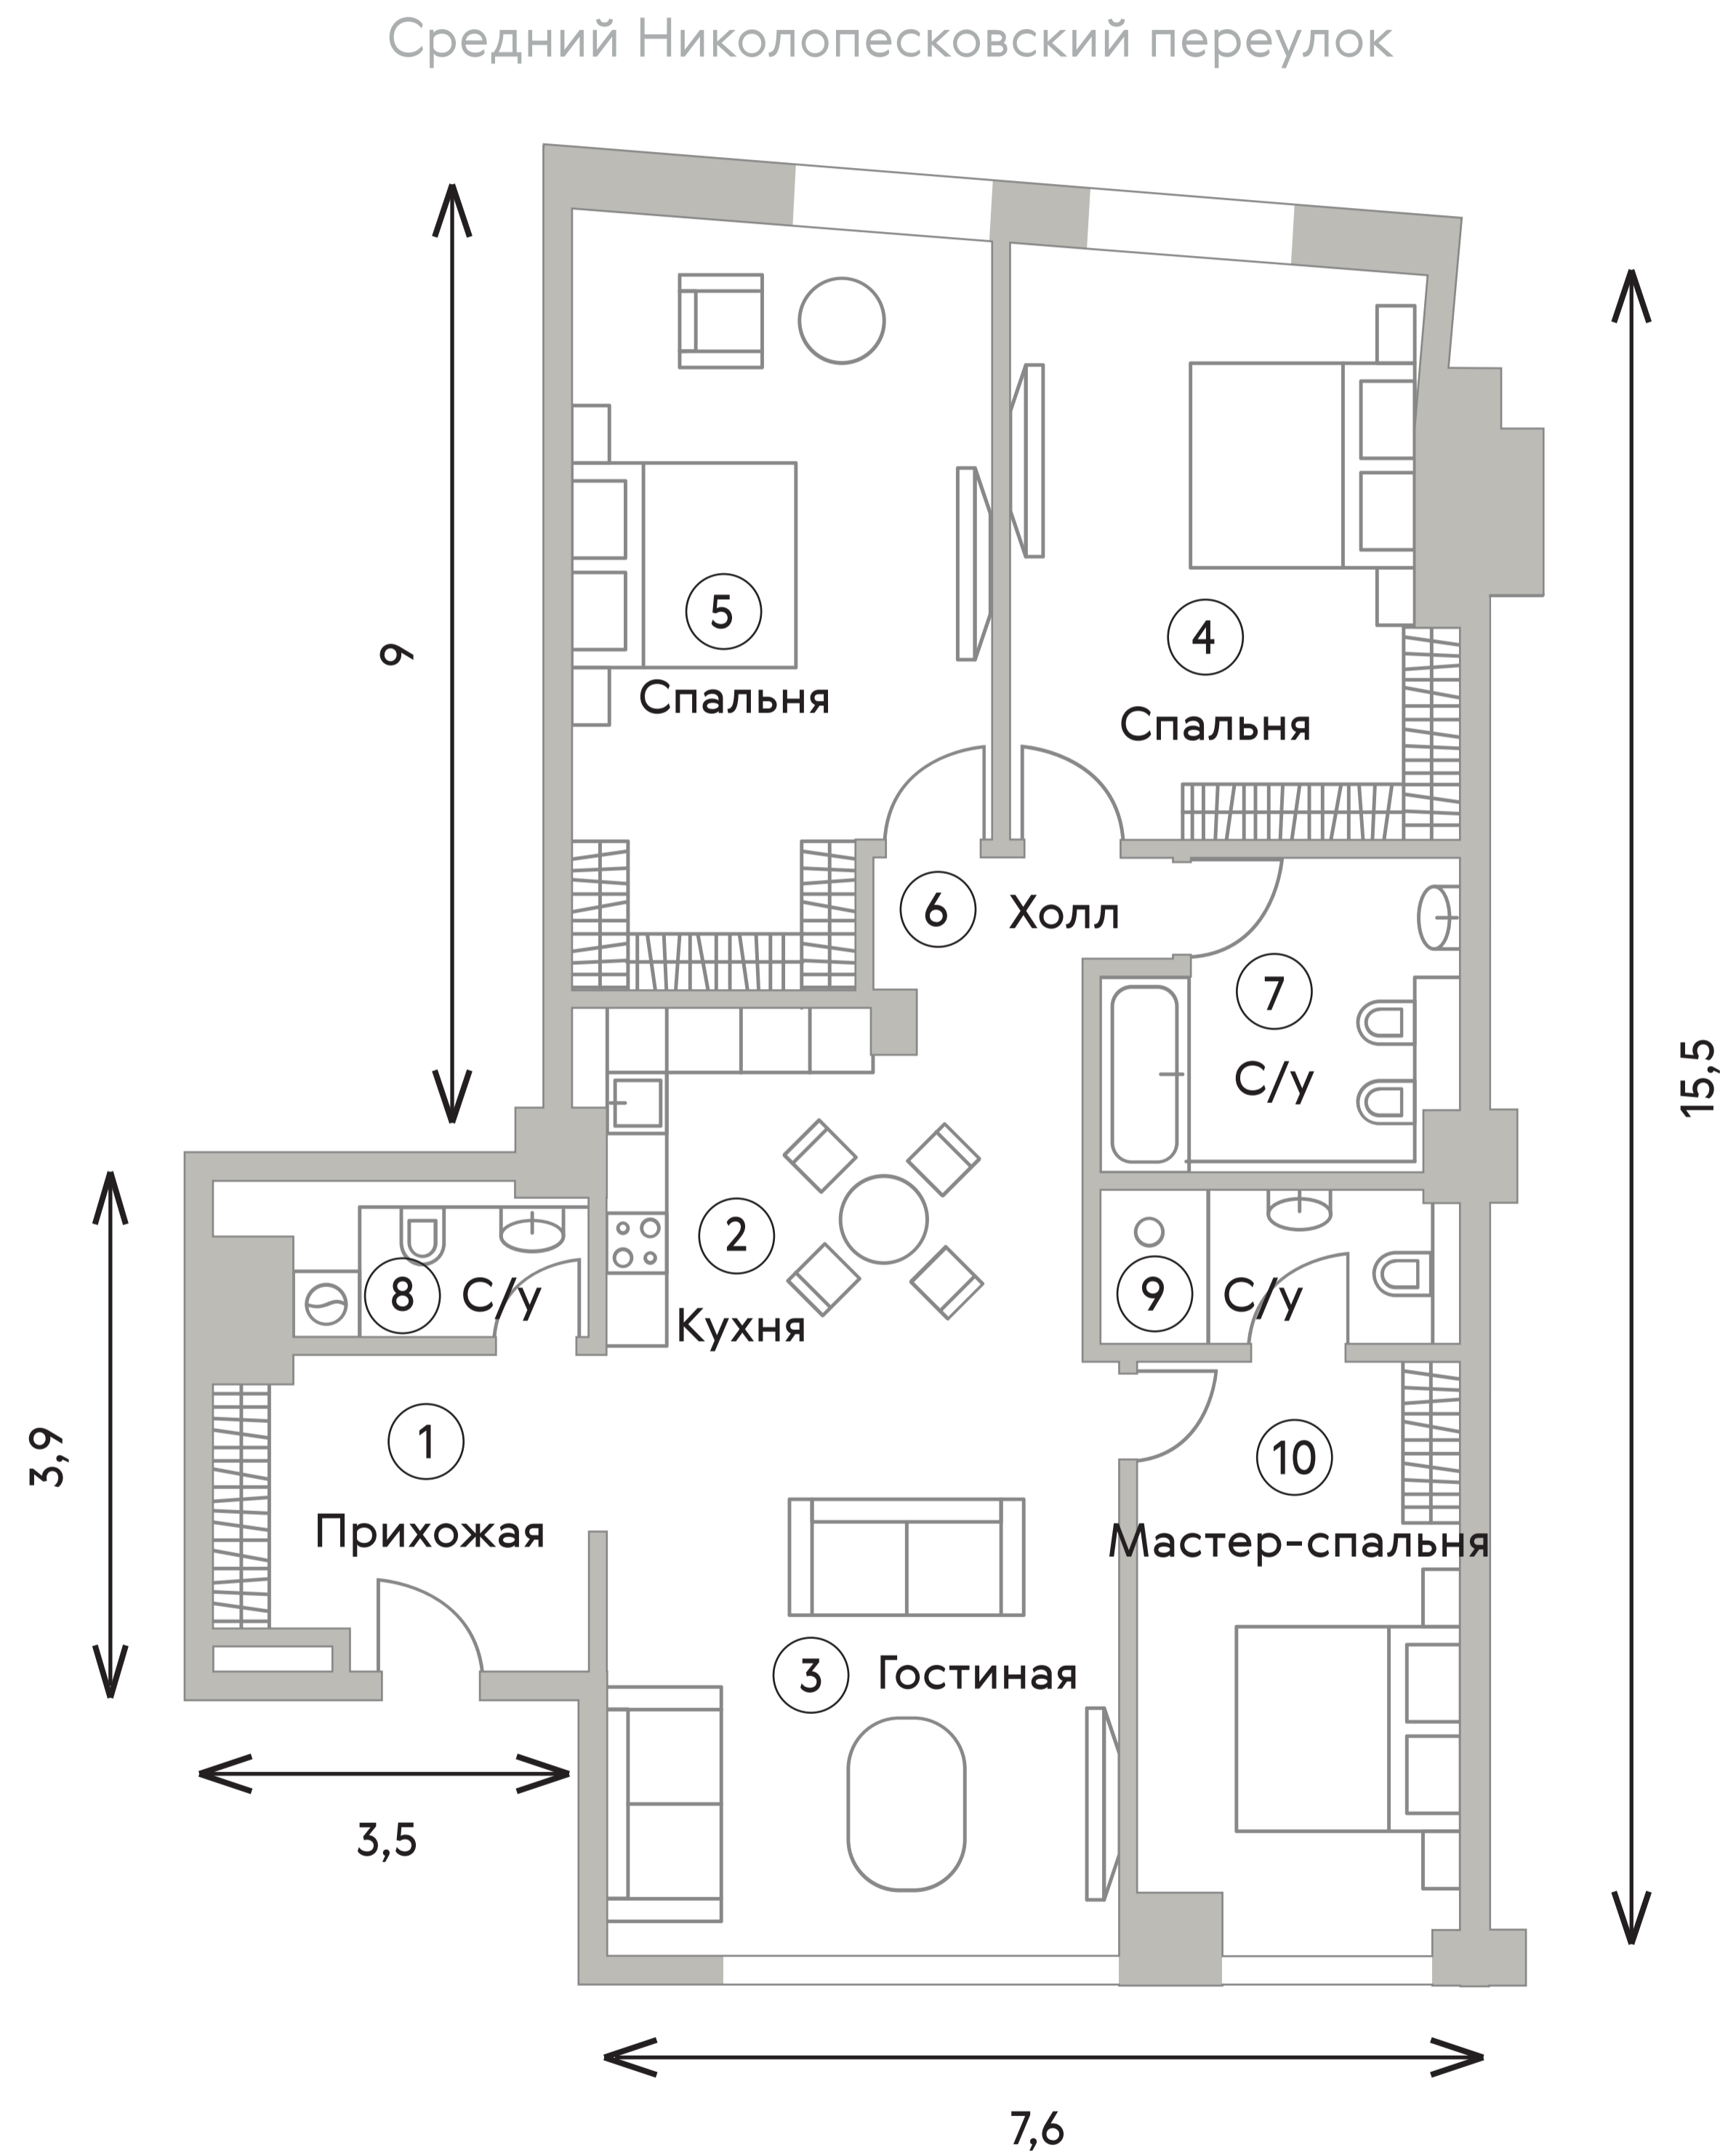 Средний Николопесковский переулок
9
5
Спальня
4
Спальня
6
Холл
7
С/у
15,5
2
Кухня
8
С/у
9
С/у
3,9
1
Прихожая
10
Мастер-спальня
3
Гостиная
3,5
7,6